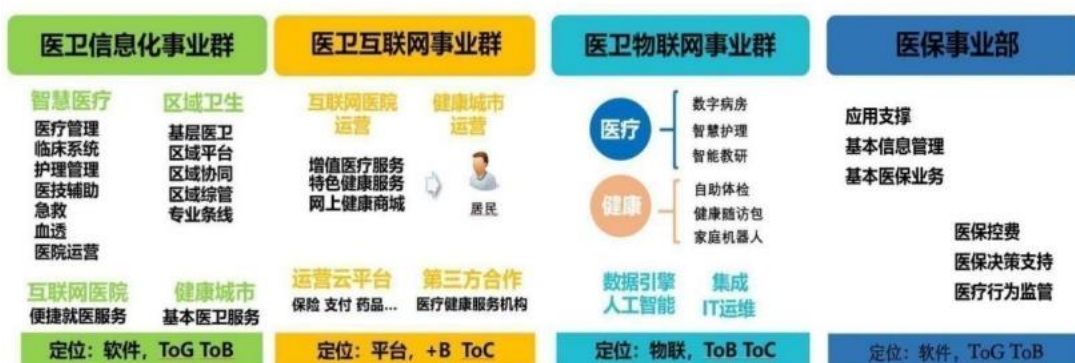 医卫信息化事业群
智慧医疗
医疗管理
临床系统
护理管理
医技辅助
急救
血透
医院运营
区域卫生
基层医卫
区域平台
区域协同
区域综管
专业条线
互联网医院
便捷就医服务
健康城市
基本医卫服务
定位：软件，ToG ToB
医卫互联网事业群
互联网医院
运营
增值医疗服务
特色健康服务
网上健康商城
健康城市
运营
居民
运营云平台
保险 支付 药品...
第三方合作
医疗健康服务机构
定位：平台，+B ToC
医卫物联网事业群
医疗
数字病房
智慧护理
智能教研
健康
自助体检
健康随访包
家庭机器人
数据引擎
人工智能
集成
IT运维
定位：物联，ToB ToC
医保事业部
应用支撑
基本信息管理
基本医保业务
医保控费
医保决策支持
医疗行为监管
定位：软件，ToG ToB